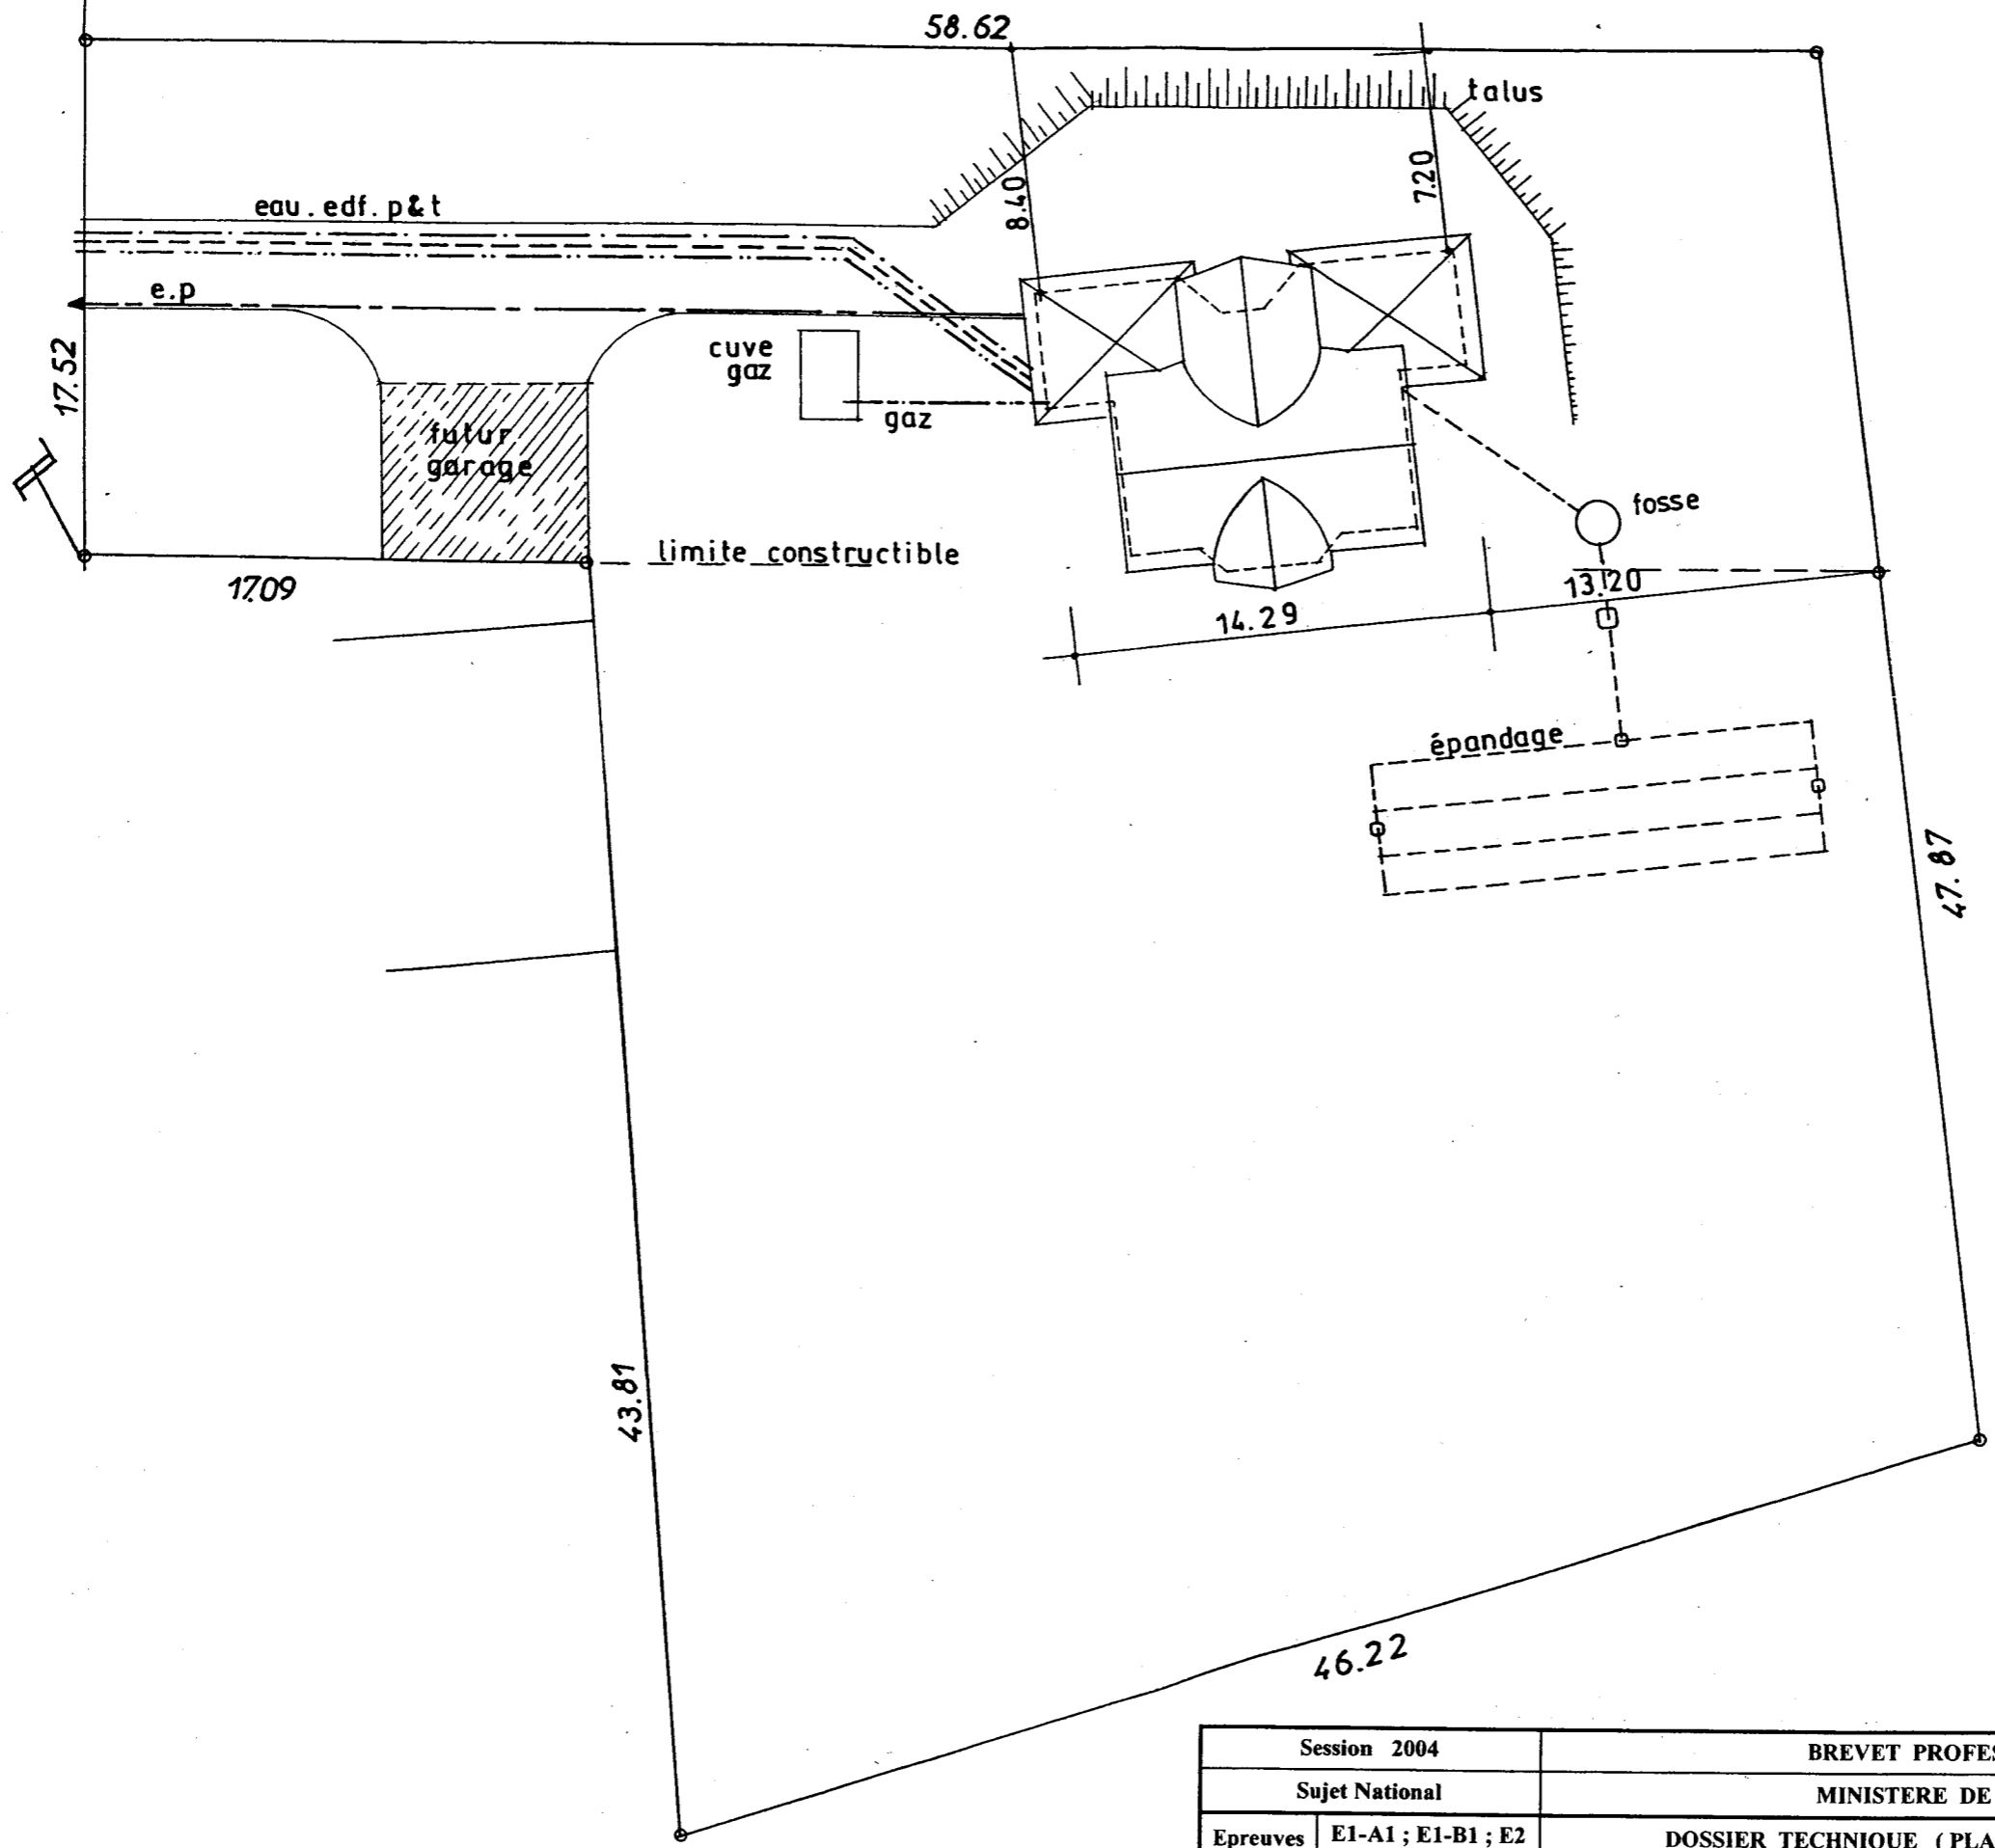 58.62
talus
8.40
7.20
eau.edf.p&t
e.p
17.52
cuve
gaz
gaz
futur
garage
fosse
limite constructible
17.09
13.20
14.29
épandage
47.87
43.81
46.22
Session 2004
BREVET PROFES
Sujet National
MINISTERE DE
Epreuves
E1-A1 ; E1-B1 ; E2
DOSSIER TECHNIQUE ( PLA